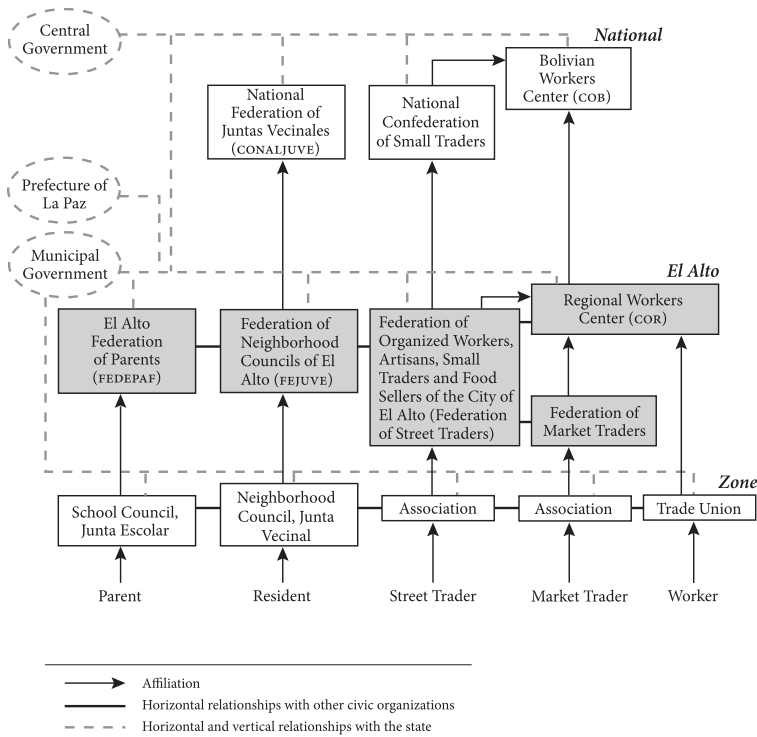 Central
Government
National
Bolivian
Workers
Center (COB)
National
Federation of
Juntas Vecinales
(CONALJUVE)
National
Confederation
of Small Traders
Prefecture of
La Paz
Municipal
Government
El Alto
Regional Workers
Center (COR)
El Alto
Federation
of Parents
(FEDEPAF)
Federation of
Neighborhood
Councils of El
Alto (FEJUVE)
Federation of
Organized Workers,
Artisans, Small
Traders and Food
Sellers of the City of
El Alto (Federation
of Street Traders)
Federation of
Market Traders
Zone
School Council,
Junta Escolar
Neighborhood
Council, Junta
Vecinal
Association
Association
Trade Union
Parent
Resident
Street Trader
Market Trader
Worker
Affiliation
Horizontal relationships with other civic organizations
Horizontal and vertical relationships with the state